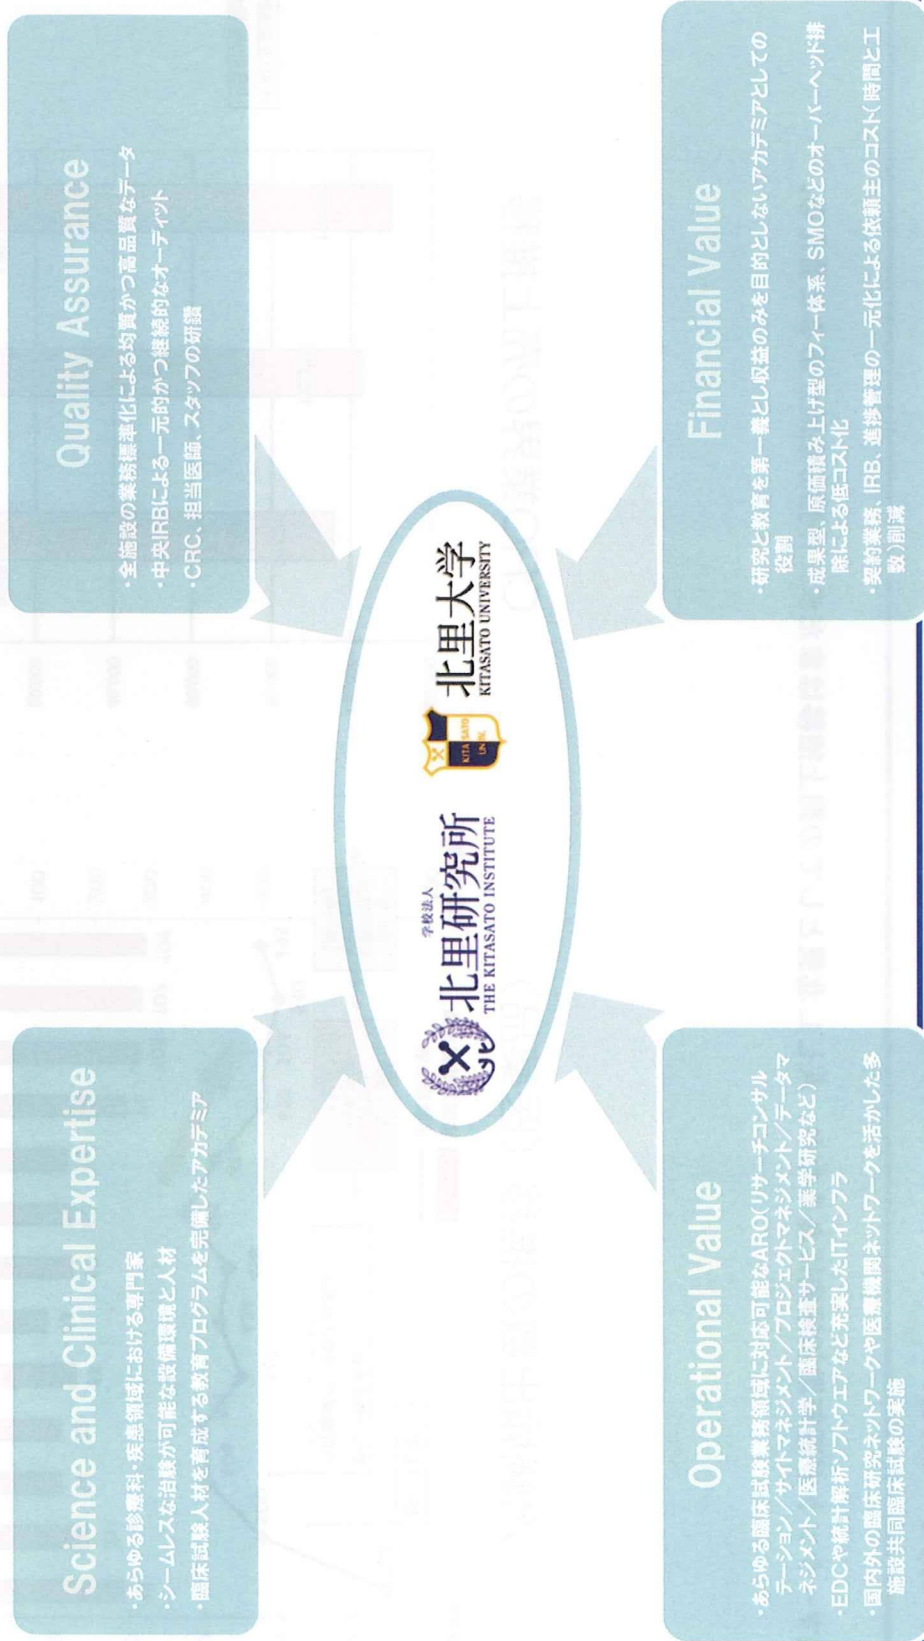 Science and Clinical Expertise
・あらゆる診療科・疾患領域における専門家
・シームレスな治験が可能な設備環境と人材
・臨床試験人材を育成する教育プログラムを完備したアカデミア
Quality Assurance
・全施設の業務標準化による均質かつ高品質なデータ
・中央IRBによる一元的かつ継続的なオーディット
・CRC、担当医師、スタッフの研鑽
学校法人
北里研究所
THE KITASATO INSTITUTE
KITA SATO
UNIV.
北里大学
KITASATO UNIVERSITY
Operational Value
・あらゆる臨床試験業務領域に対応可能なARO(リサーチコンサル
テーション/サイトマネジメント/プロジェクトマネジメント/データマ
ネジメント/医療統計学/臨床検査サービス/薬学研究など)
・EDCや統計解析ソフトウエアなど充実したITインフラ
・国内外の臨床研究ネットワークや医療機関ネットワークを活かした多
施設共同臨床試験の実施
Financial Value
・研究と教育を第一義とし収益のみを目的としないアカデミアとしての
役割
・成果型、原価積み上げ型のフィー体系、SMOなどのオーバーヘッド排
除による低コスト化
・契約業務、IRB、進捗管理の一元化による依頼主のコスト(時間と工
数)削減